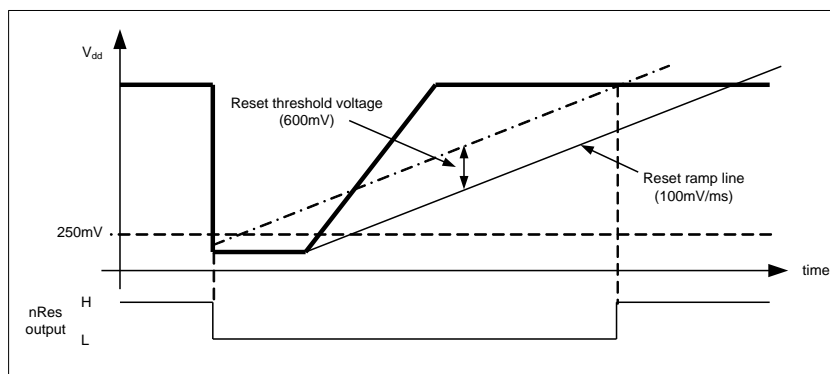 Vdd
Reset threshold voltage
(600mV)
Reset ramp line
(100mV/ms)
250mV
time
H
nRes
output
L